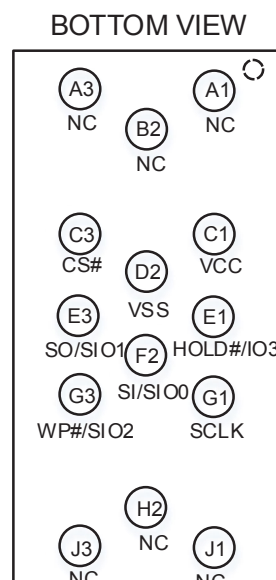 BOTTOM VIEW
A3 A1
NC B2 NC
NC
C3 C1
CS# D2 VCC
VSS
E3 E1
SO/SIO1 F2 HOLD#/IO3
G3 SI/SIO0 G1
WP#/SIO2 SCLK
H2
J3 NC J1
NC NC